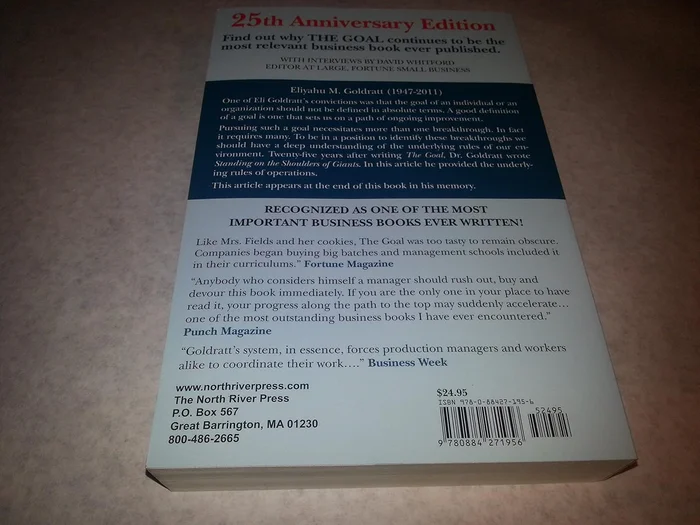 25th Anniversary Edition
Find out why THE GOAL continues to be the
most relevant business book ever published.
WITH INTERVIEWS BY DAVID WHITFORD
EDITOR AT LARGE, FORTUNE SMALL BUSINESS
Eliyahu M. Goldratt (1947-2011)
One of Eli Goldratt's convictions was that the goal of an individual or an
organization should not be defined in absolute terms. A good definition
of a goal is one that sets us on a path of ongoing improvement.
Pursuing such a goal necessitates more than one breakthrough. In fact
it requires many. To be in a position to identify these breakthroughs we
should have a deep understanding of the underlying rules of our en-
vironment. Twenty-five years after writing The Goal, Dr. Goldratt wrote
Standing on the Shoulders of Giants. In this article he provided the underly-
ing rules of operations.
This article appears at the end of this book in his memory.
RECOGNIZED AS ONE OF THE MOST
IMPORTANT BUSINESS BOOKS EVER WRITTEN!
Like Mrs. Fields and her cookies, The Goal was too tasty to remain obscure.
Companies began buying big batches and management schools included it
in their curriculums.” Fortune Magazine
“Anybody who considers himself a manager should rush out, buy and
devour this book immediately. If you are the only one in your place to have
read it, your progress along the path to the top may suddenly accelerate…
one of the most outstanding business books I have ever encountered.”
Punch Magazine
“Goldratt's system, in essence, forces production managers and workers
alike to coordinate their work….” Business Week
www.northriverpress.com
The North River Press
P.O. Box 567
Great Barrington, MA 01230
800-486-2665
$24.95
ISBN 978-0-88427-195-6
52495
9 780884 271956